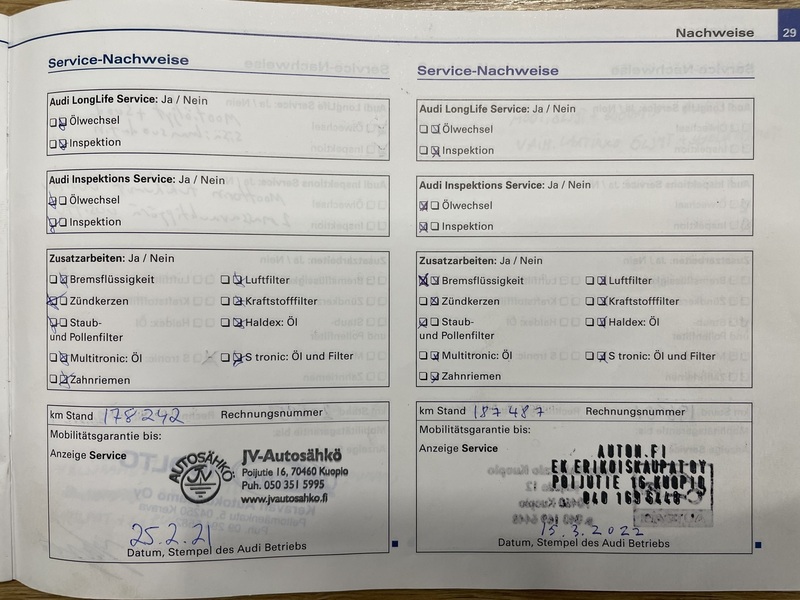 Nachweise 29
Service-Nachweise
Audi LongLife Service: Ja / Nein
Ölwechsel
Inspektion
Audi Inspektions Service: Ja / Nein
Ölwechsel
Inspektion
Zusatzarbeiten: Ja / Nein
Bremsflüssigkeit Luftfilter
Zündkerzen Kraftstofffilter
Staub- Haldex: Öl
und Pollenfilter
Multitronic: Öl S tronic: Öl und Filter
Zahnriemen
km Stand 178242 Rechnungsnummer
Mobilitätsgarantie bis:
Anzeige Service
AUTOSÄHKÖ
JV
JV-Autosähkö
Poijutie 16, 70460 Kuopio
Puh. 050 351 5995
www.jvautosahko.fi
25.2.21
Datum, Stempel des Audi Betriebs
Service-Nachweise
Audi LongLife Service: Ja / Nein
Ölwechsel
Inspektion
Audi Inspektions Service: Ja / Nein
Ölwechsel
Inspektion
Zusatzarbeiten: Ja / Nein
Bremsflüssigkeit Luftfilter
Zündkerzen Kraftstofffilter
Staub- Haldex: Öl
und Pollenfilter
Multitronic: Öl S tronic: Öl und Filter
Zahnriemen
km Stand 187487 Rechnungsnummer
Mobilitätsgarantie bis:
Anzeige Service
AUTON.FI
EK ERIKOISKAUPAT OY
POIJUTIE 16 KUOPIO
040 169 6446
15.3.2022
Datum, Stempel des Audi Betriebs